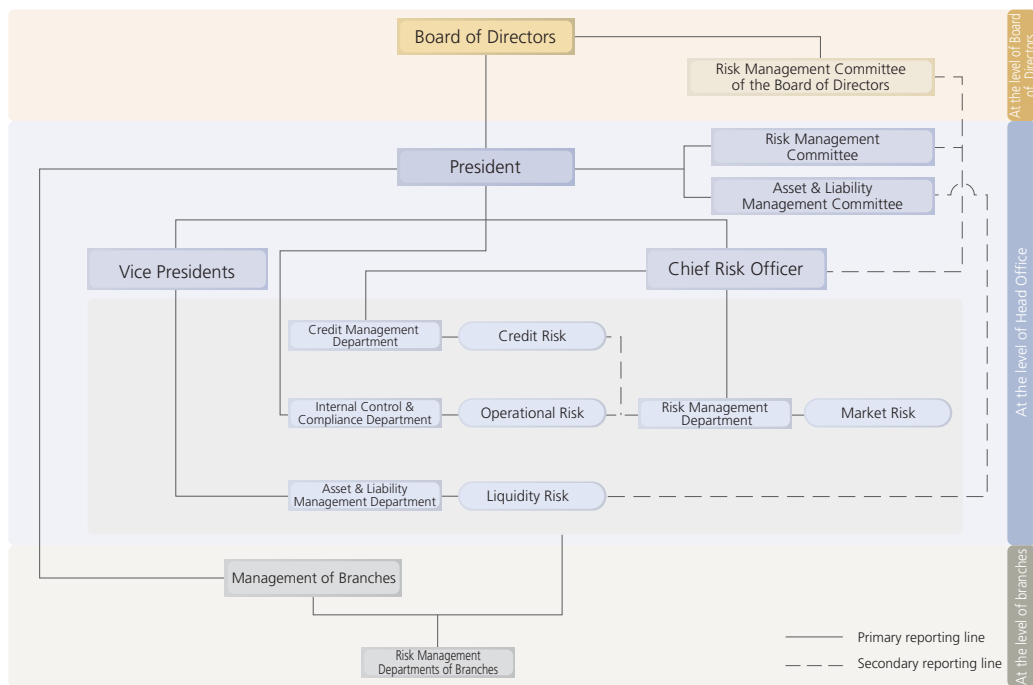 Board of Directors
Risk Management Committee
of the Board of Directors
At the level of Board
of Directors
President
Risk Management
Committee
Asset & Liability
Management Committee
Vice Presidents
Chief Risk Officer
At the level of Head Office
Credit Management
Department
Credit Risk
Internal Control &
Compliance Department
Operational Risk
Risk Management
Department
Market Risk
Asset & Liability
Management Department
Liquidity Risk
Management of Branches
Risk Management
Departments of Branches
Primary reporting line
Secondary reporting line
At the level of branches